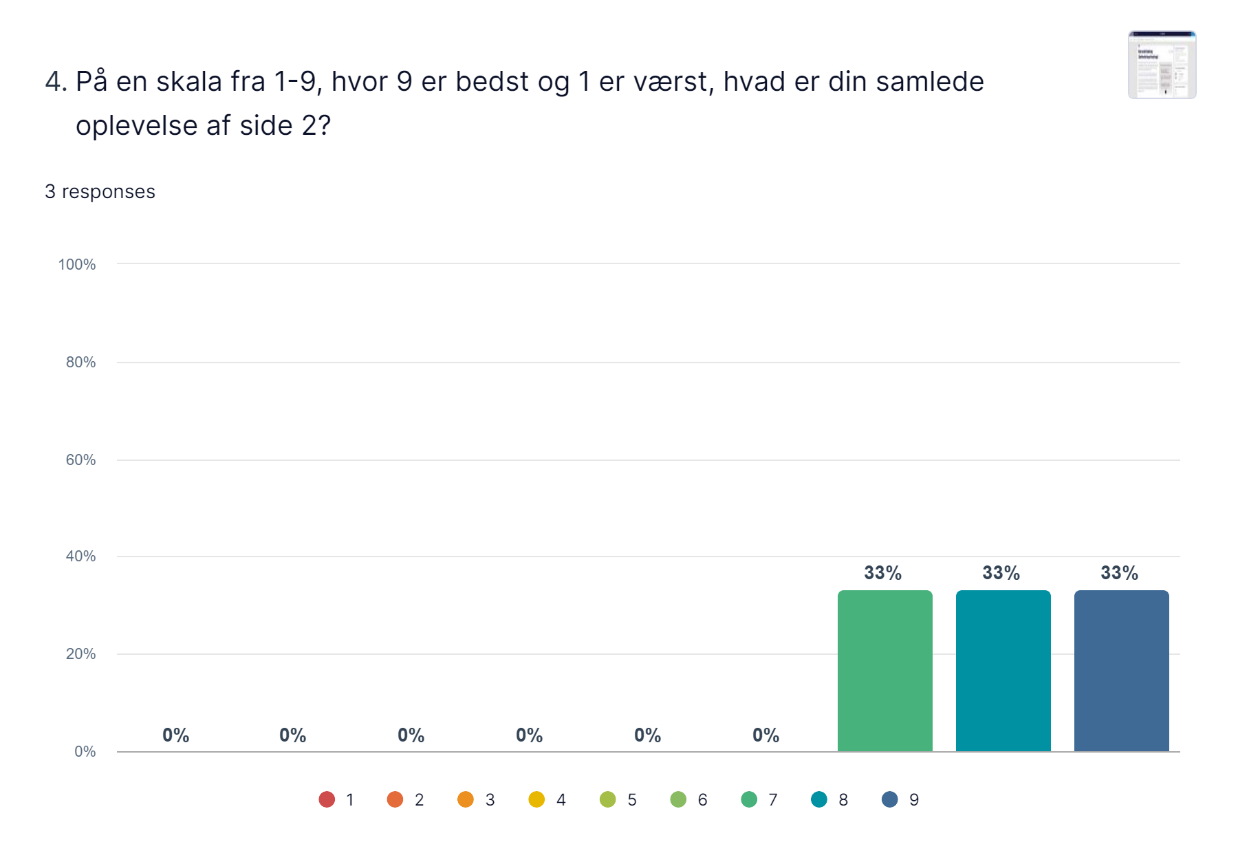 4. På en skala fra 1-9, hvor 9 er bedst og 1 er værst, hvad er din samlede
oplevelse af side 2?
3 responses
100%
80%
60%
40%
20%
0%
0% 0% 0% 0% 0% 0% 33% 33% 33%
1 2 3 4 5 6 7 8 9